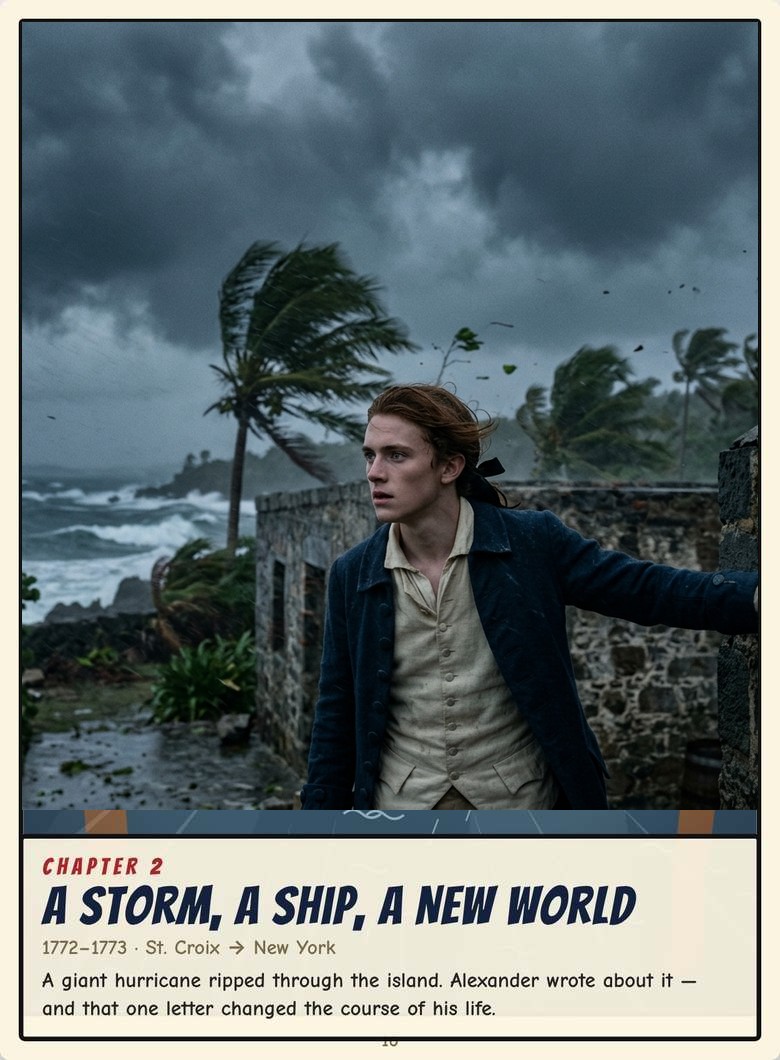 CHAPTER 2
A STORM, A SHIP, A NEW WORLD
1772–1773 · St. Croix → New York
A giant hurricane ripped through the island. Alexander wrote about it —
and that one letter changed the course of his life.